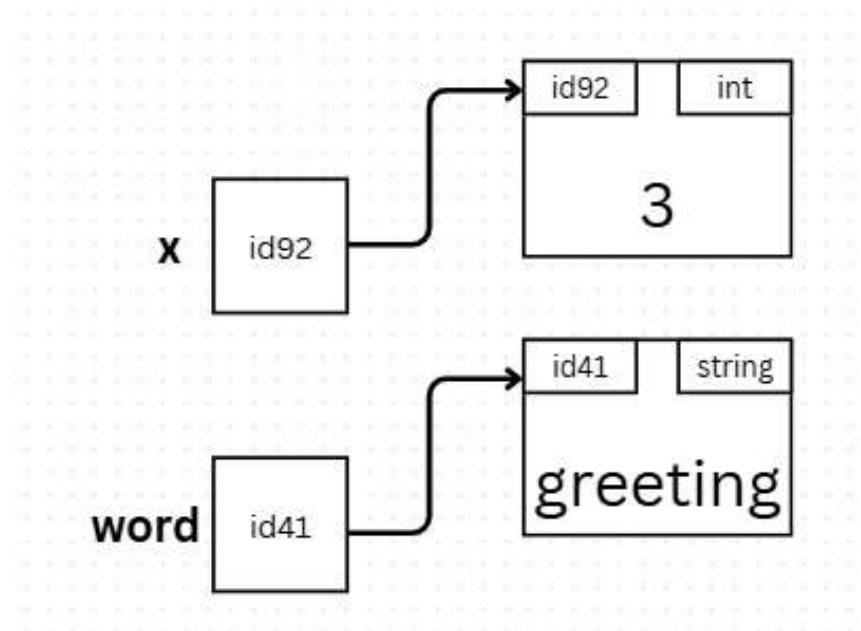 id92 int
3
x id92
id41 string
greeting
word id41